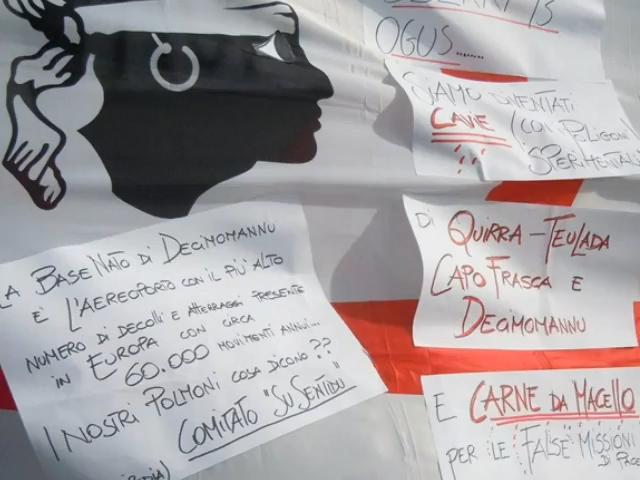 OGUS......
SIAMO DIVENTATI
CAVIE (CON POLIGONI
SPERIMENTALI
DI QUIRRA - TEULADA
CAPO FRASCA E
DECIMOMANNU
E CARNE DA MACELLO
PER LE FALSE MISSIONI
DI PACE
LA BASE NATO DI DECIMOMANNU
E L'AEREOPORTO CON IL PIÙ ALTO
NUMERO DI DECOLLI E ATTERRAGGI PRESENTE
IN EUROPA CON CIRCA
60.000 MOVIMENTI ANNUI...
I NOSTRI POLMONI COSA DICONO??
COMITATO "SU SENTIDU"